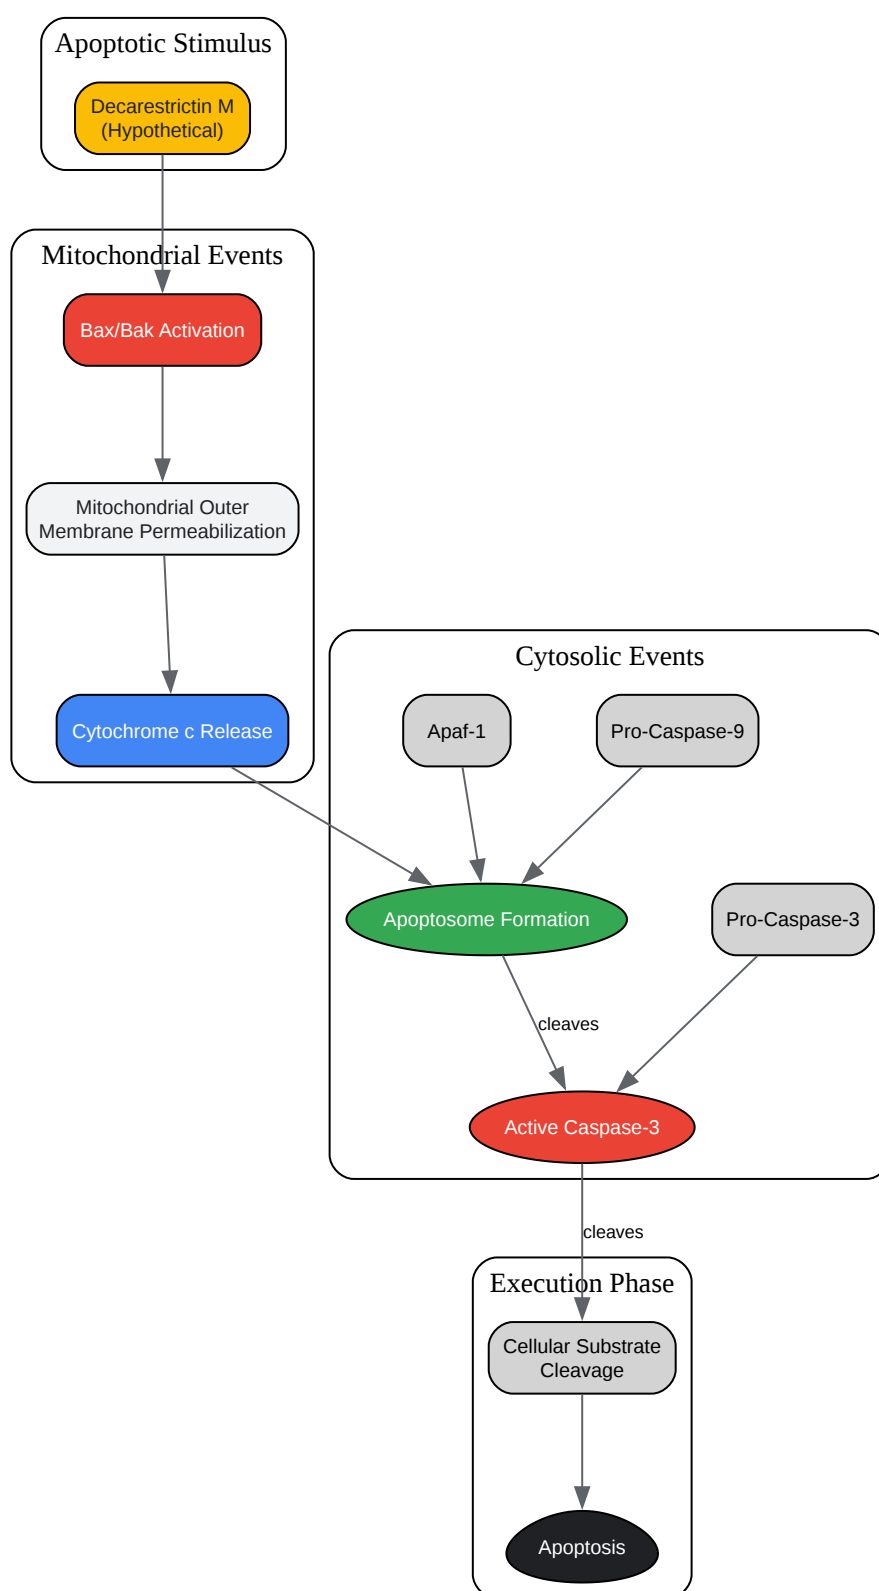 Apoptotic Stimulus
Decarestrictin M
(Hypothetical)
Mitochondrial Events
Bax/Bak Activation
Mitochondrial Outer
Membrane Permeabilization
Cytosolic Events
Cytochrome c Release
Apaf-1
Pro-Caspase-9
Apoptosome Formation
Pro-Caspase-3
cleaves
Active Caspase-3
cleaves
Execution Phase
Cellular Substrate
Cleavage
Apoptosis